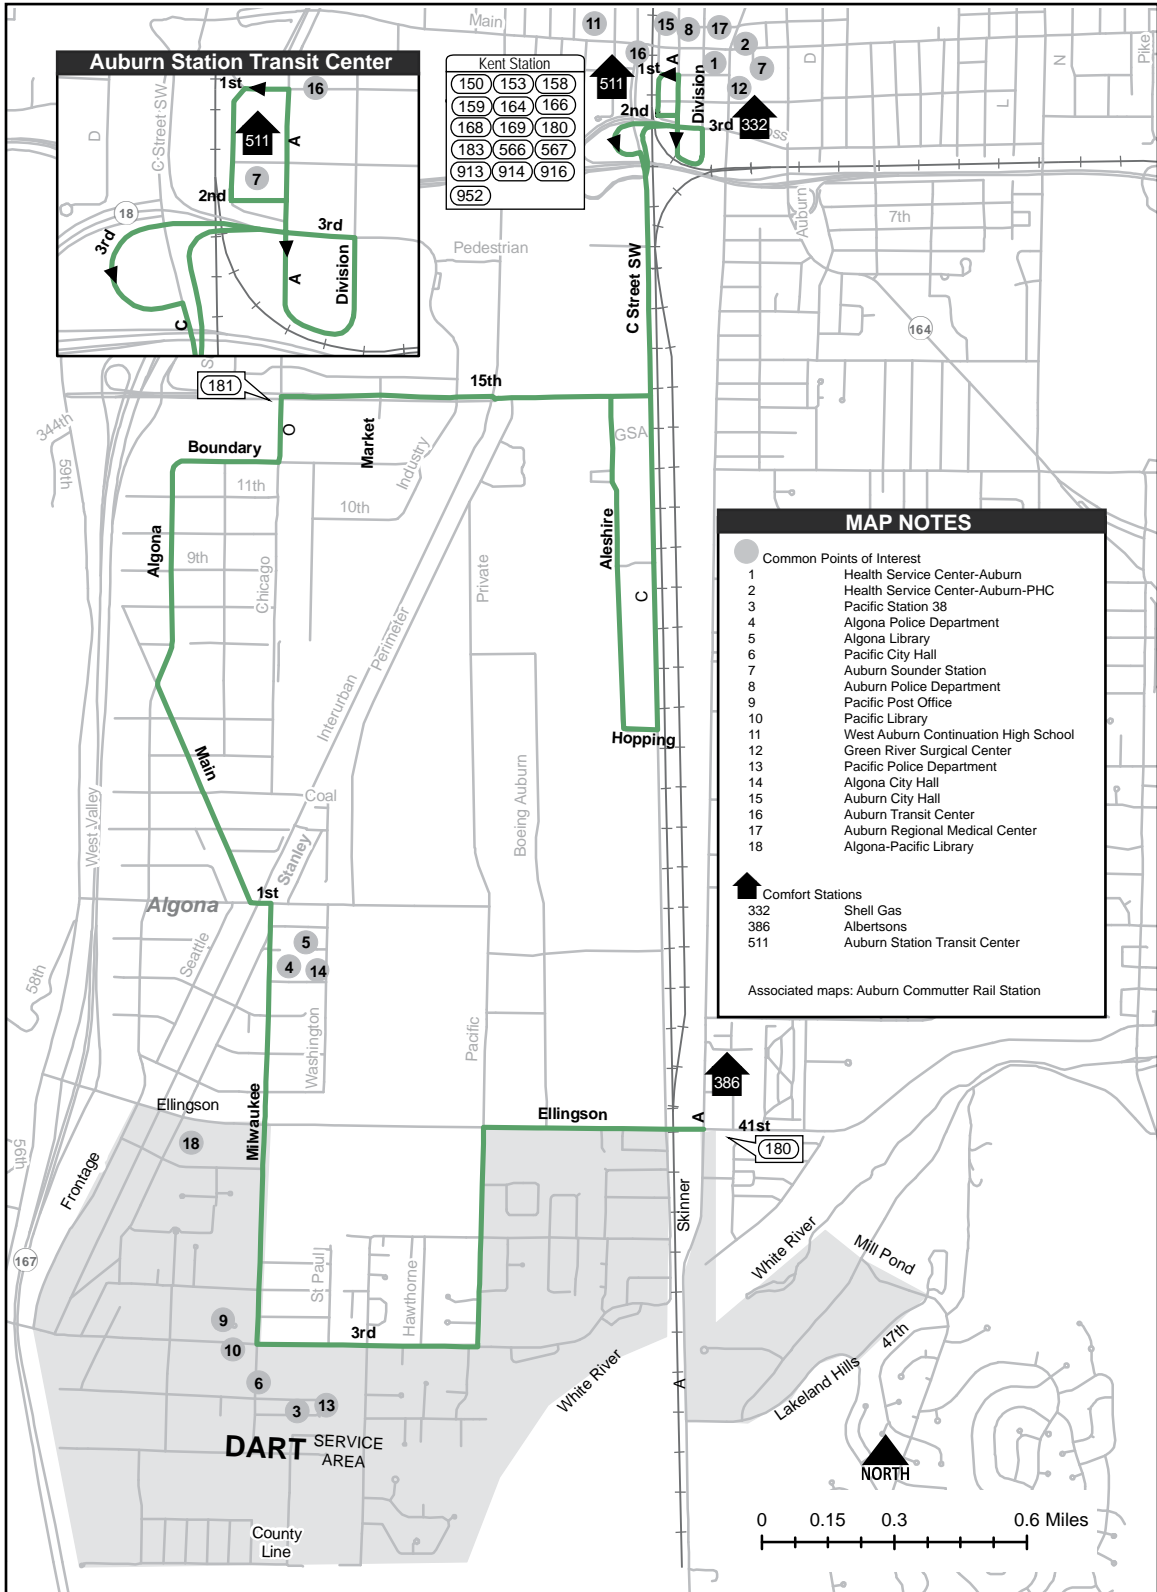 Main
11
15
8
17
2
16
1
7
12
D
N
Pike
L
Auburn Station Transit Center
1st
16
A
511
7
2nd
3rd
18
3rd
A
Division
C
C Street SW
D
Kent Station
150 153 158
159 164 166
168 169 180
183 566 567
913 914 916
952
511
1st
A
Division
2nd
3rd
332
oss
Auburn
7th
Pedestrian
C Street SW
164
S
181
15th
344th
59th
O
Market
Industry
GSA
Boundary
11th
10th
Algona
9th
Chicago
Private
Aleshire
C
Perimeter
Interurban
Hopping
Main
Coal
Boeing Auburn
West Valley
Stanley
1st
Algona
Seattle
5
4
14
58th
Washington
Pacific
MAP NOTES
Common Points of Interest
1 Health Service Center-Auburn
2 Health Service Center-Auburn-PHC
3 Pacific Station 38
4 Algona Police Department
5 Algona Library
6 Pacific City Hall
7 Auburn Sounder Station
8 Auburn Police Department
9 Pacific Post Office
10 Pacific Library
11 West Auburn Continuation High School
12 Green River Surgical Center
13 Pacific Police Department
14 Algona City Hall
15 Auburn City Hall
16 Auburn Transit Center
17 Auburn Regional Medical Center
18 Algona-Pacific Library
Comfort Stations
332 Shell Gas
386 Albertsons
511 Auburn Station Transit Center
Associated maps: Auburn Commutter Rail Station
386
Ellingson
Milwaukee
Ellingson
A
41st
180
18
56th
Frontage
167
Skinner
White River
Mill Pond
St Paul
Hawthorne
9
3rd
10
47th
Lakeland Hills
White River
A
6
3
13
DART SERVICE
AREA
County
Line
NORTH
0 0.15 0.3 0.6 Miles